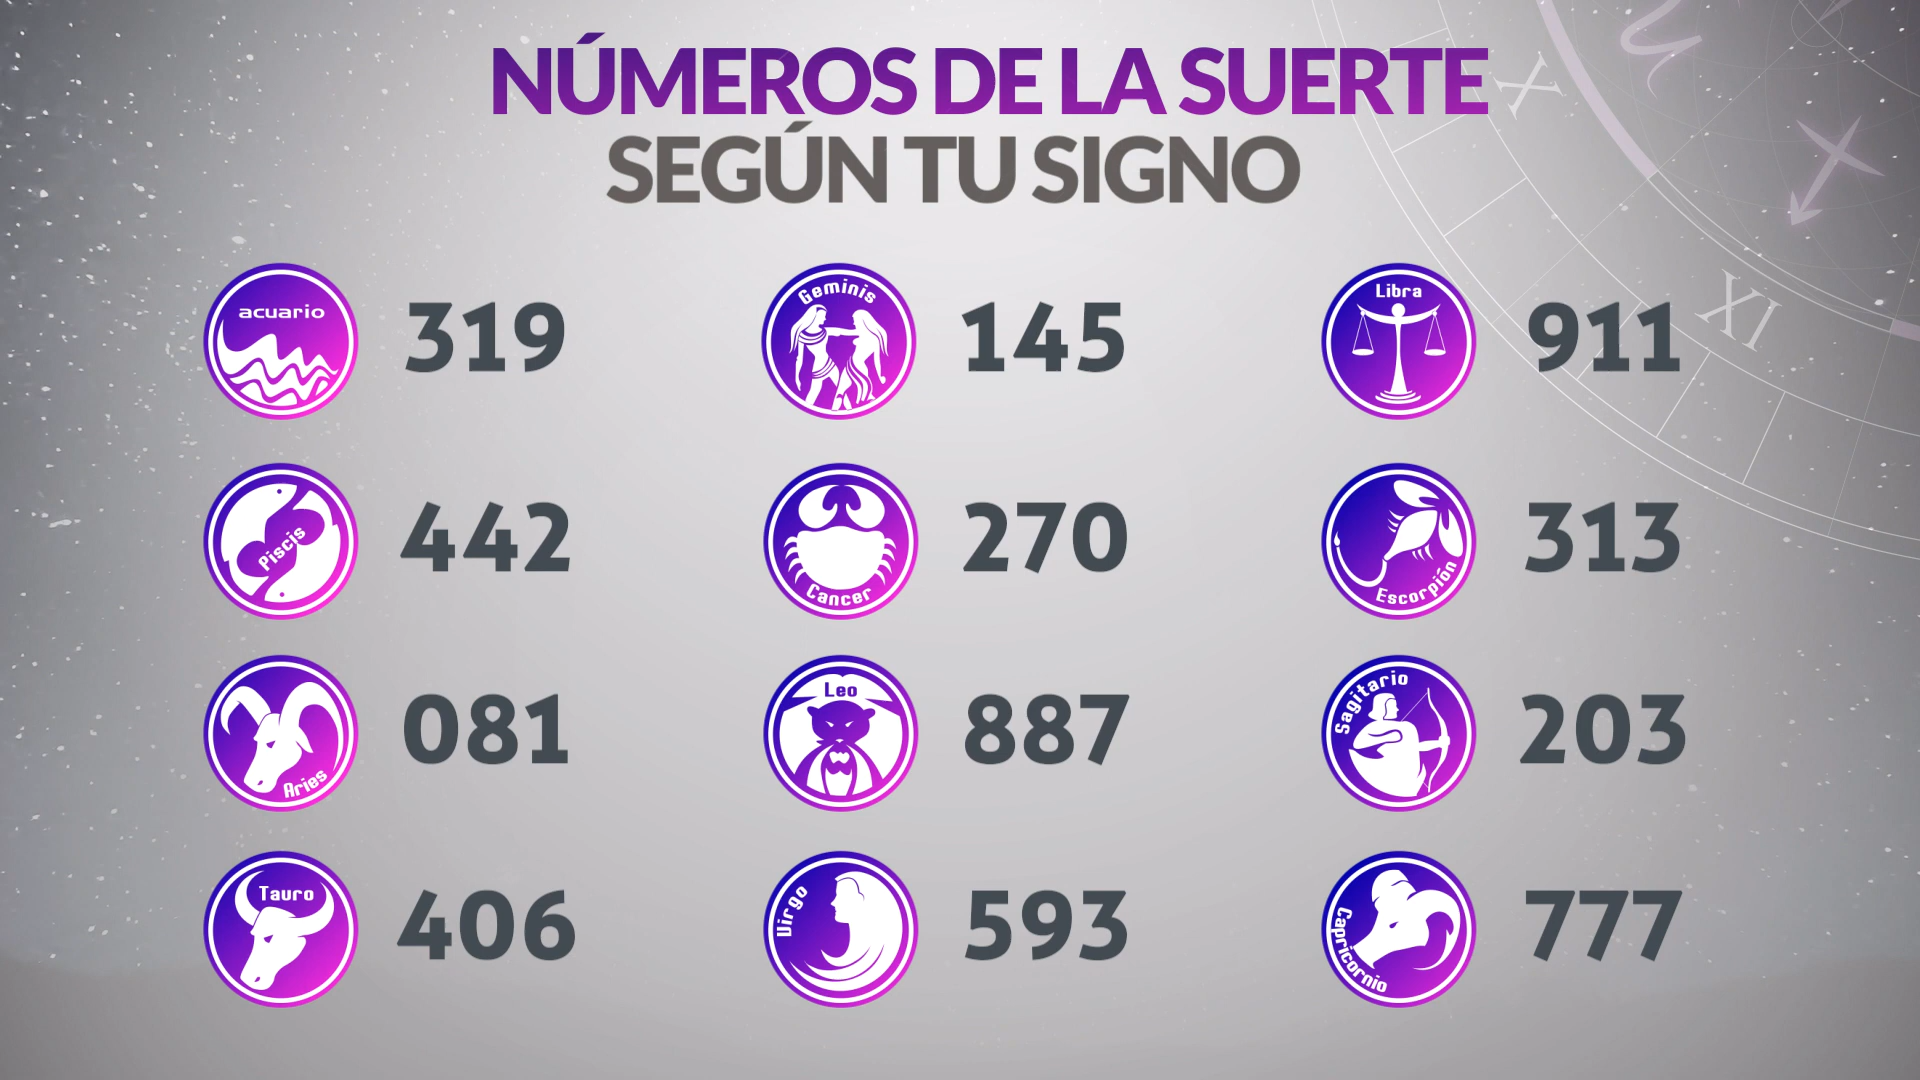 NÚMEROS DE LA SUERTE
SEGÚN TU SIGNO
X
XI
acuario 319
Geminis 145
Libra 911
Piscis 442
Cancer 270
Escorpión 313
Aries 081
Leo 887
Sagitario 203
Tauro 406
Virgo 593
Capricornio 777